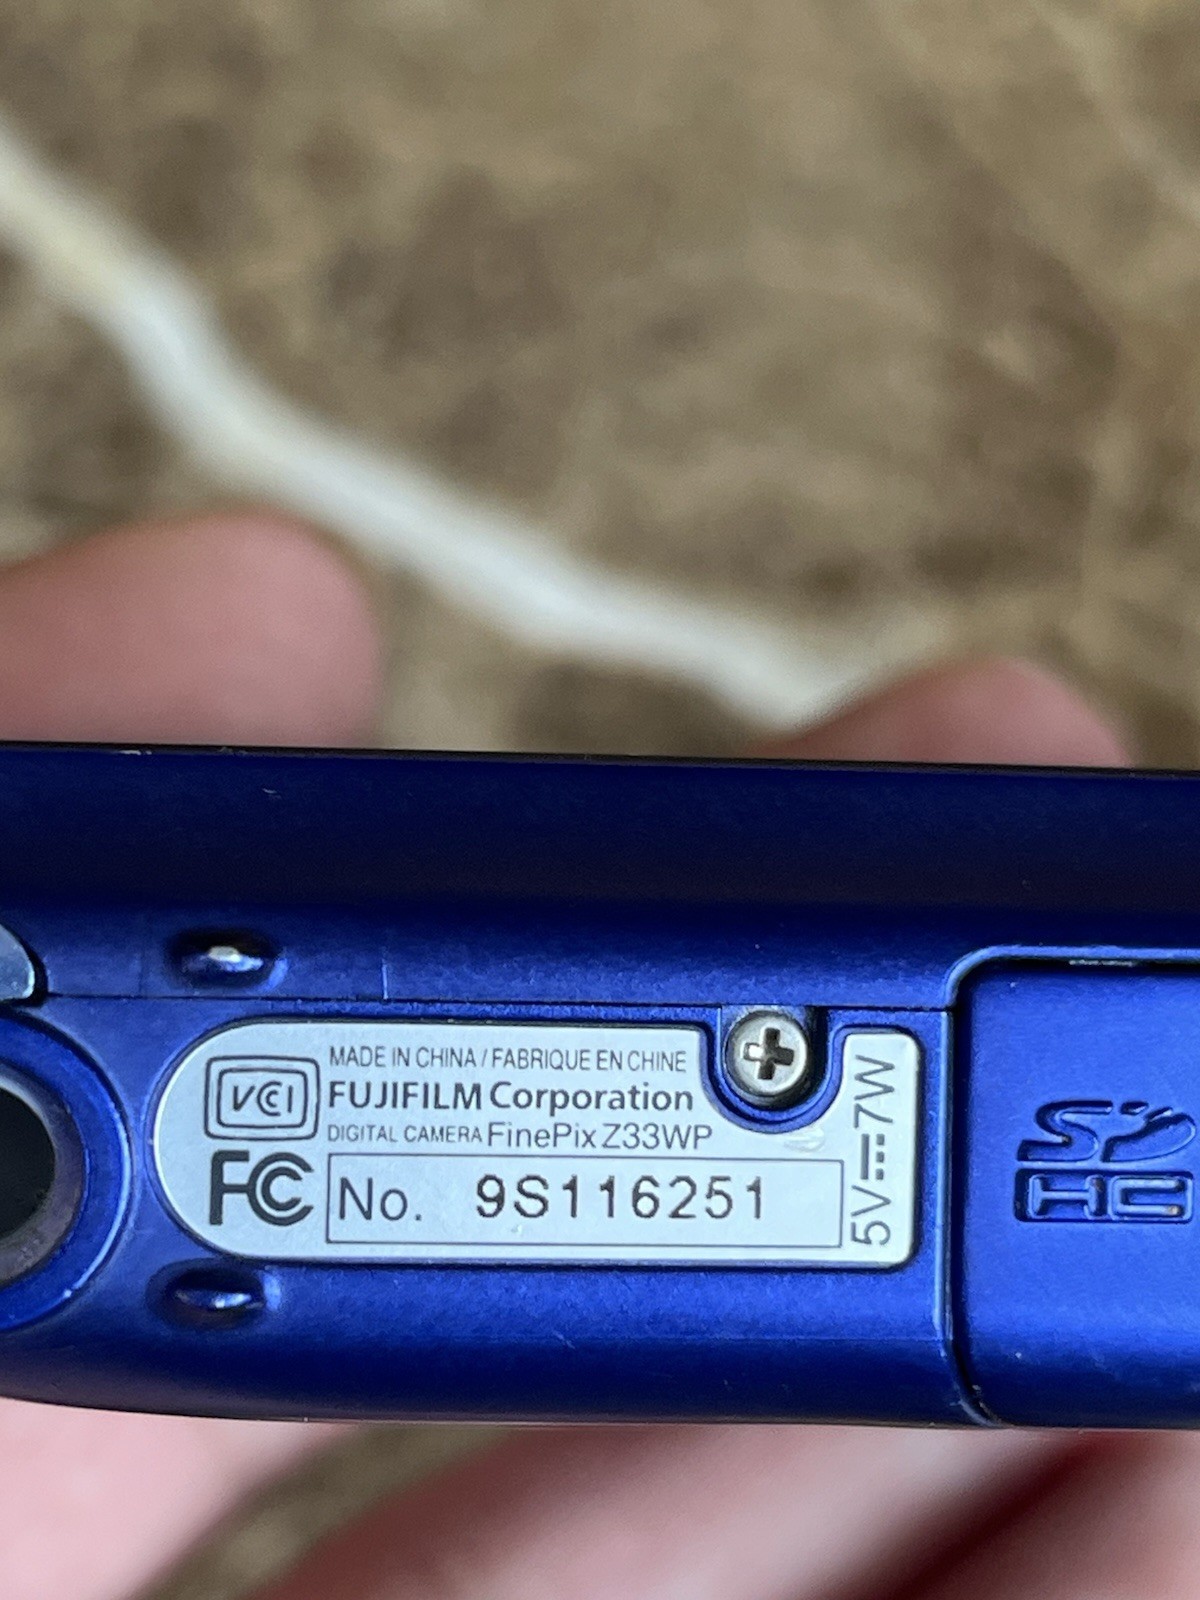 MADE IN CHINA / FABRIQUE EN CHINE
VCCI
FUJIFILM Corporation
DIGITAL CAMERA FinePix Z33WP
FC
No. 9S116251
5V⎓7W
SD
HC